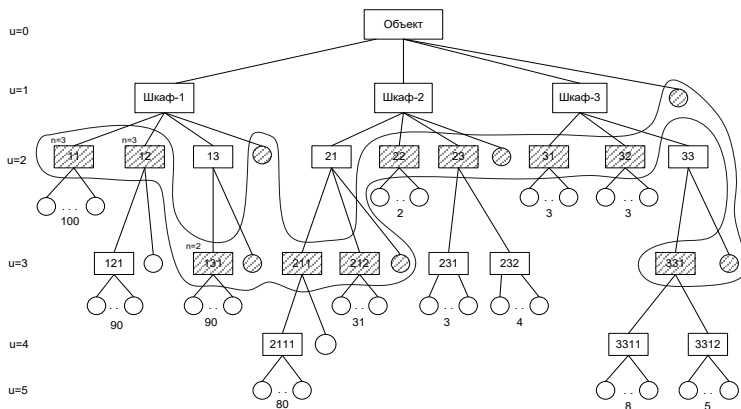 Объект
u=0
u=1
Шкаф-1
Шкаф-2
Шкаф-3
n=3
n=3
u=2
11
12
13
21
22
23
31
32
33
. . .
100
. . .
2
. . .
3
. . .
3
n=2
u=3
121
131
211
212
231
232
331
. .
90
. .
90
. .
31
. .
3
. .
4
u=4
2111
3311
3312
u=5
. .
80
. .
8
. .
5